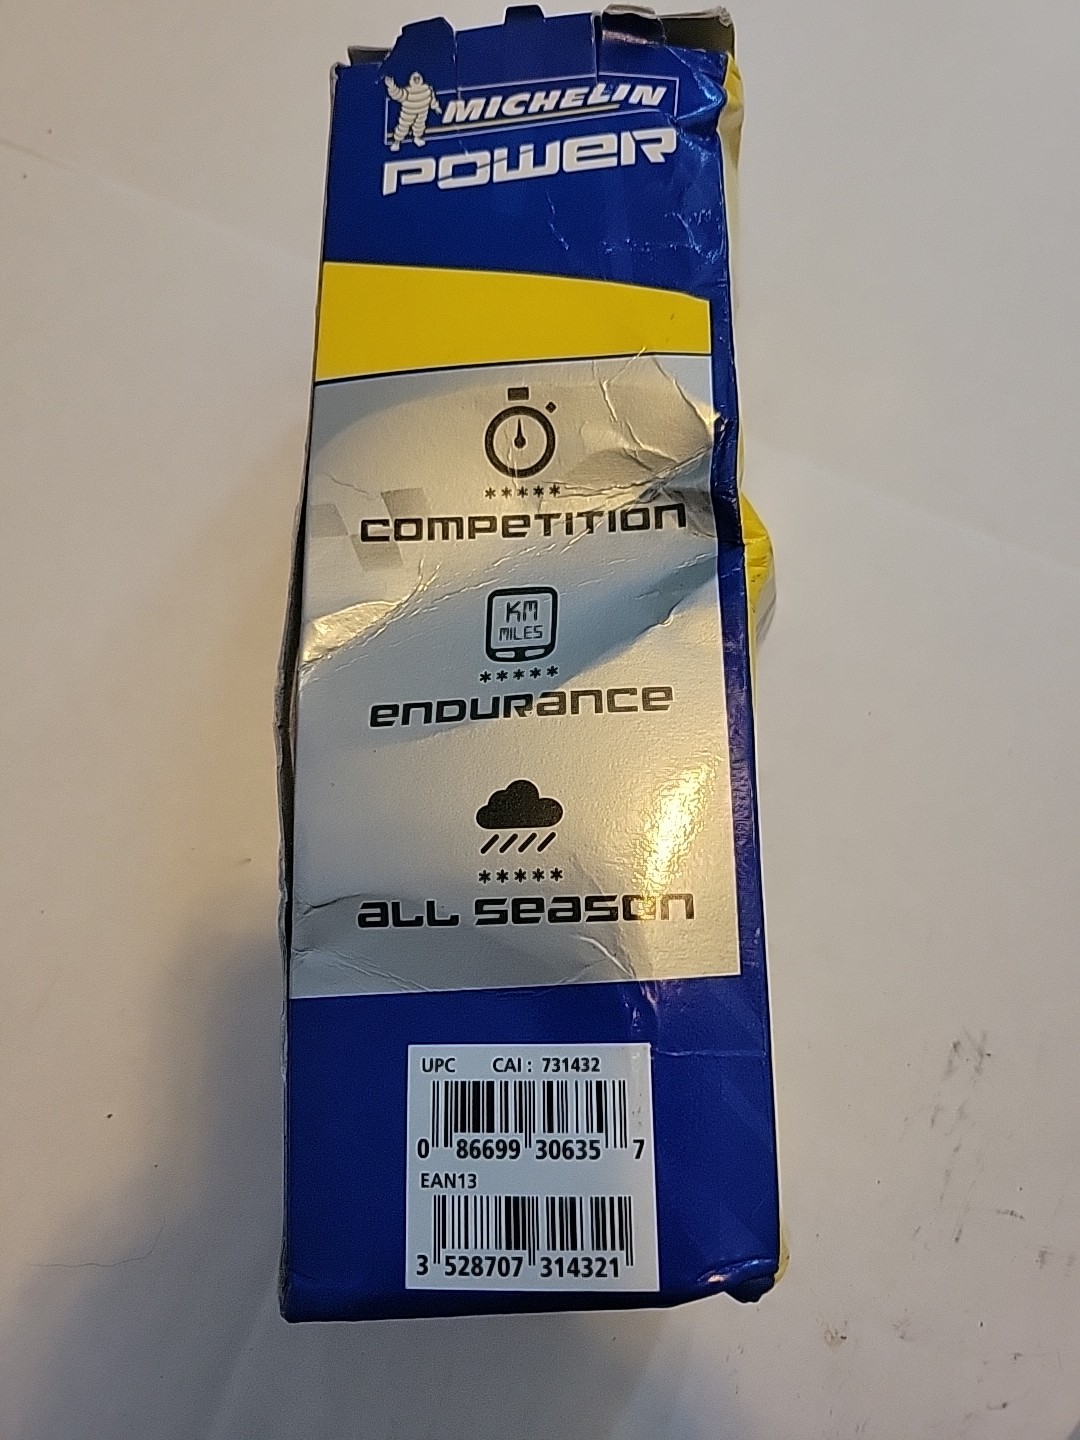 MICHELIN
POWER
*****
COMPETITION
KM
MILES
*****
ENDURANCE
*****
ALL SEASON
UPC CAI : 731432
0 86699 30635 7
EAN13
3 528707 314321